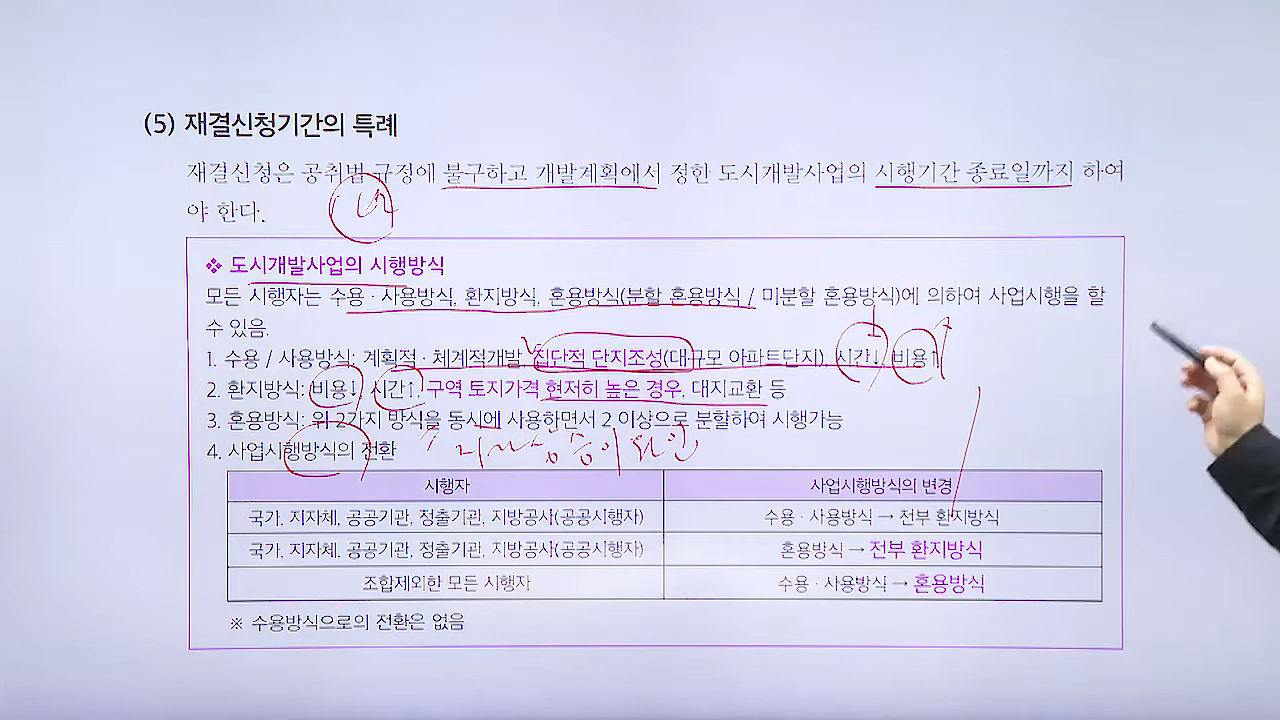 (5) 재결신청기간의 특례
재결신청은 공취법 규정에 불구하고 개발계획에서 정한 도시개발사업의 시행기간 종료일까지 하여
야 한다.
❖ 도시개발사업의 시행방식
모든 시행자는 수용·사용방식, 환지방식, 혼용방식(분할 혼용방식 / 미분할 혼용방식)에 의하여 사업시행을 할
수 있음.
1. 수용 / 사용방식: 계획적·체계적개발, 집단적 단지조성(대규모 아파트단지), 시간↓, 비용↑
2. 환지방식: 비용↓, 시간↑, 구역 토지가격 현저히 높은 경우, 대지교환 등
3. 혼용방식: 위 2가지 방식을 동시에 사용하면서 2 이상으로 분할하여 시행가능
4. 사업시행방식의 전환
시행자 사업시행방식의 변경
국가, 지자체, 공공기관, 정출기관, 지방공사(공공시행자) 수용·사용방식 → 전부 환지방식
국가, 지자체, 공공기관, 정출기관, 지방공사(공공시행자) 혼용방식 → 전부 환지방식
조합제외한 모든 시행자 수용·사용방식 → 혼용방식
※ 수용방식으로의 전환은 없음